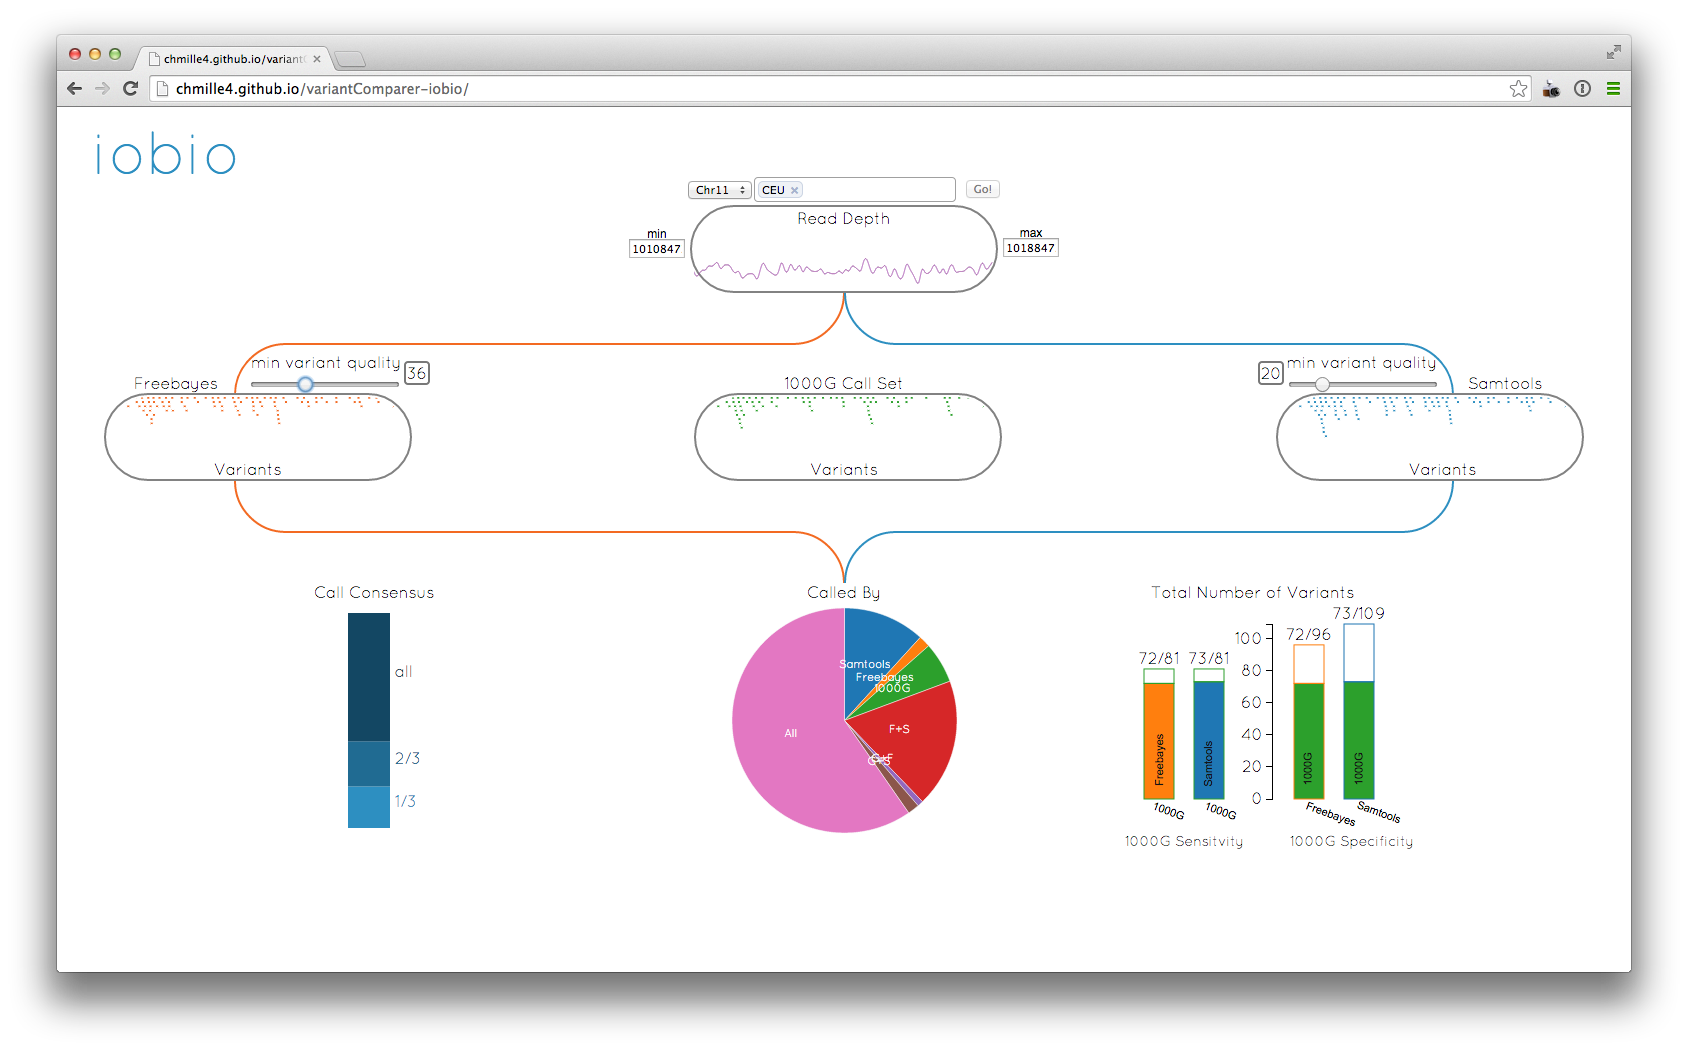 chmille4.github.io/variant
chmille4.github.io/variantComparer-iobio/
iobio
Chr11 CEU Go!
Read Depth
min
1010847
max
1018847
min variant quality
36
Freebayes
Variants
1000G Call Set
Variants
min variant quality
20
Samtools
Variants
Call Consensus
all
2/3
1/3
Called By
Samtools
Freebayes
1000G
F+S
G+F
G+S
All
Total Number of Variants
73/109
72/96
72/81 73/81
100
80
60
40
20
0
Freebayes
Samtools
1000G
1000G
1000G
1000G
Freebayes
Samtools
1000G Sensitvity
1000G Specificity